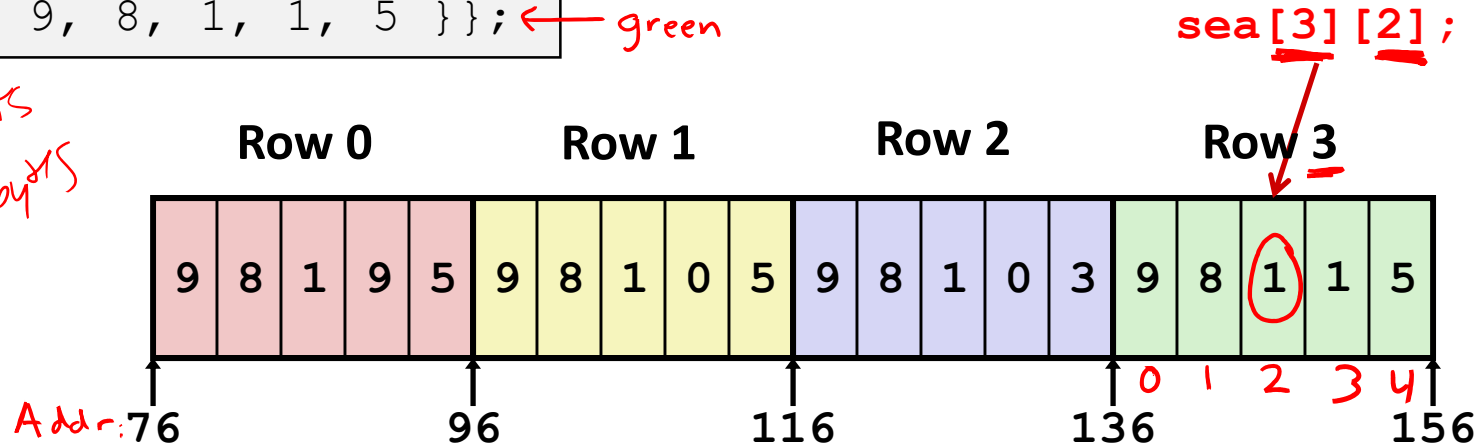 9, 8, 1, 1, 5 }}; green
sea[3][2];
Row 0 Row 1 Row 2 Row 3
9 8 1 9 5 9 8 1 0 5 9 8 1 0 3 9 8 1 1 5
0 1 2 3 4
Addr: 76 96 116 136 156